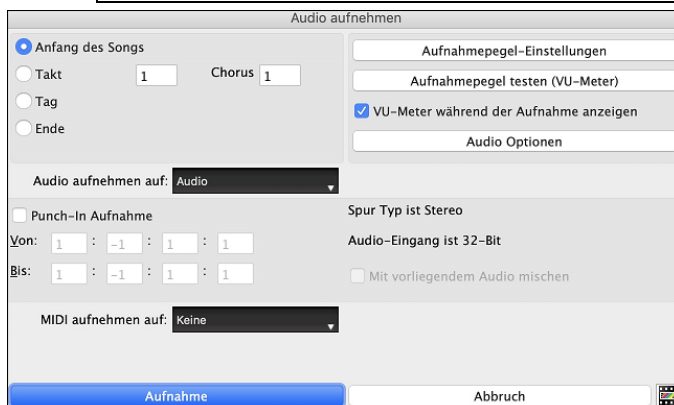 Audio aufnehmen
Anfang des Songs
Takt 1 Chorus 1
Tag
Ende
Aufnahmepegel-Einstellungen
Aufnahmepegel testen (VU-Meter)
VU-Meter während der Aufnahme anzeigen
Audio Optionen
Audio aufnehmen auf: Audio
Punch-In Aufnahme
Von: 1 : -1 : 1 : 1
Bis: 1 : -1 : 1 : 1
Spur Typ ist Stereo
Audio-Eingang ist 32-Bit
Mit vorliegendem Audio mischen
MIDI aufnehmen auf: Keine
Aufnahme Abbruch